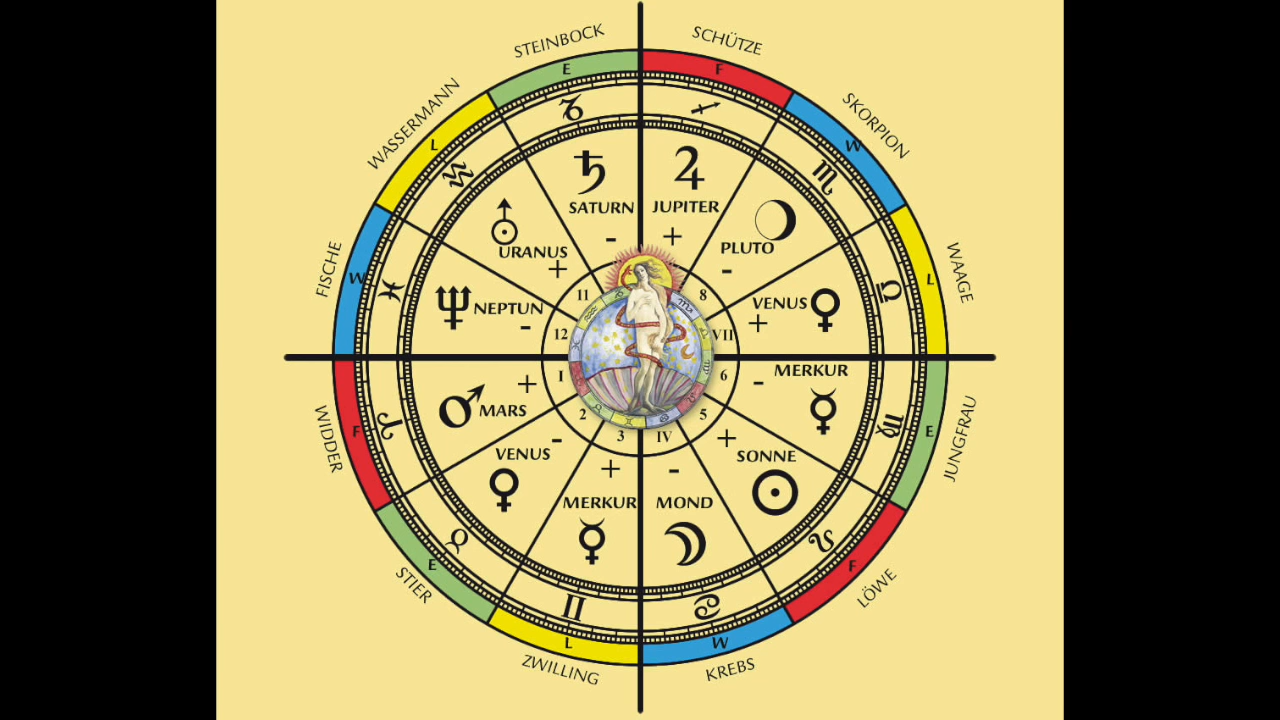 STEINBOCK
SCHÜTZE
E
F
WASSERMANN
SKORPION
L
W
SATURN
JUPITER
-
+
URANUS
PLUTO
+
-
FISCHE
WAAGE
W
L
NEPTUN
VENUS
-
+
11
8
12
VII
1
6
2
5
3
IV
+
MERKUR
-
MARS
WIDDER
JUNGFRAU
F
E
-
+
VENUS
SONNE
+
-
MERKUR
MOND
STIER
LÖWE
E
F
L
W
ZWILLING
KREBS